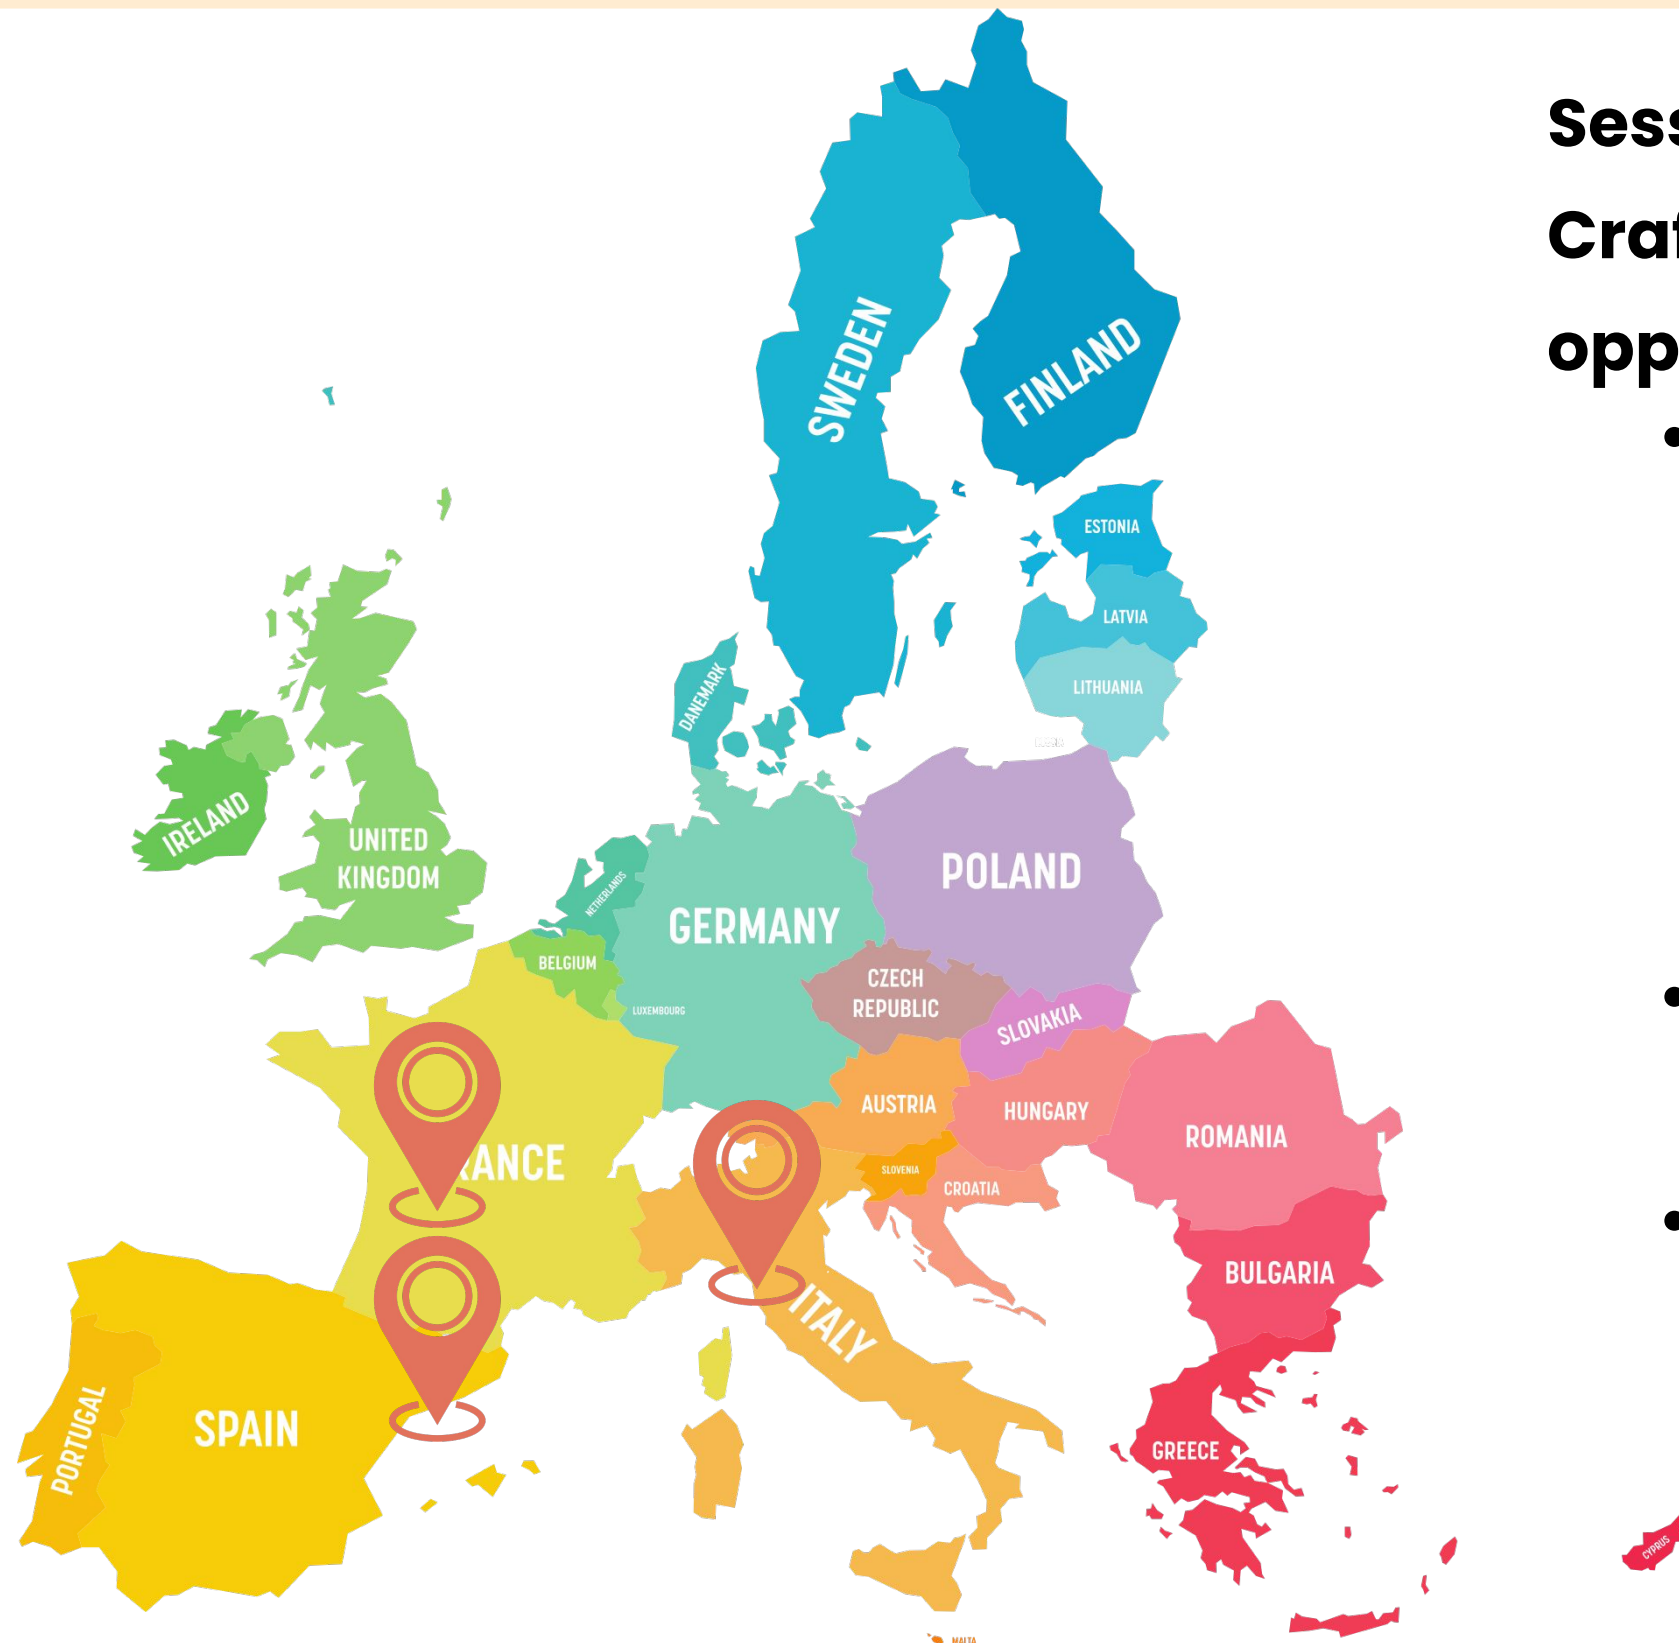 Sess
Craf
opp
•
•
•
SWEDEN
FINLAND
ESTONIA
LATVIA
LITHUANIA
DANEMARK
IRELAND
UNITED
KINGDOM
NETHERLANDS
POLAND
GERMANY
BELGIUM
LUXEMBOURG
CZECH
REPUBLIC
SLOVAKIA
AUSTRIA
HUNGARY
ROMANIA
RANCE
SLOVENIA
CROATIA
BULGARIA
ITALY
PORTUGAL
SPAIN
GREECE
CYPRUS
MALTA